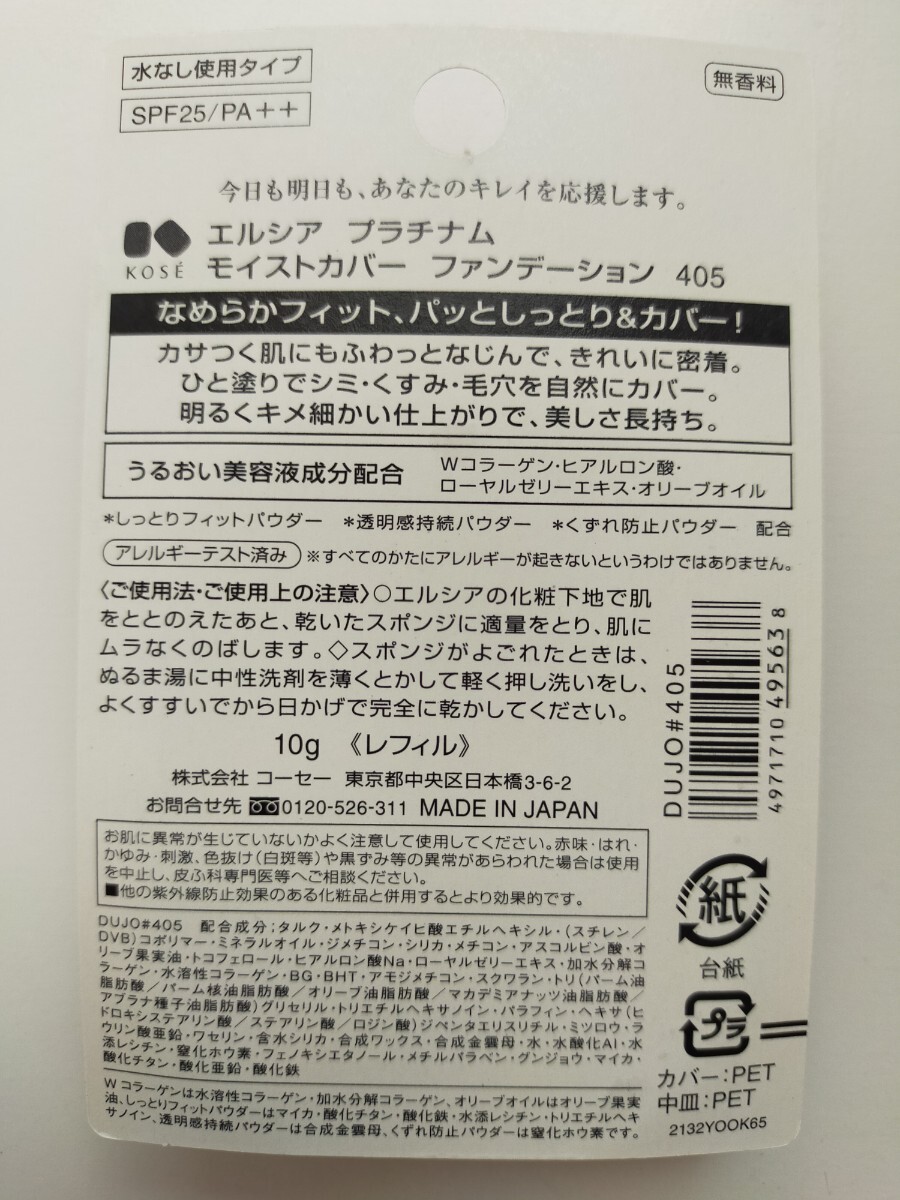 水なし使用タイプ
SPF25/PA++
無香料
今日も明日も、あなたのキレイを応援します。
KOSÉ
エルシア プラチナム
モイストカバー ファンデーション 405
なめらかフィット、パッとしっとり&カバー!
カサつく肌にもふわっとなじんで、きれいに密着。
ひと塗りでシミ・くすみ・毛穴を自然にカバー。
明るくキメ細かい仕上がりで、美しさ長持ち。
うるおい美容液成分配合
Wコラーゲン・ヒアルロン酸・
ローヤルゼリーエキス・オリーブオイル
*しっとりフィットパウダー *透明感持続パウダー *くずれ防止パウダー 配合
アレルギーテスト済み ※すべてのかたにアレルギーが起きないというわけではありません。
〈ご使用法・ご使用上の注意〉○エルシアの化粧下地で肌
をととのえたあと、乾いたスポンジに適量をとり、肌に
ムラなくのばします。◇スポンジがよごれたときは、
ぬるま湯に中性洗剤を薄くとかして軽く押し洗いをし、
よくすすいでから日かげで完全に乾かしてください。
10g 《レフィル》
株式会社 コーセー 東京都中央区日本橋3-6-2
お問合せ先 0120-526-311 MADE IN JAPAN
お肌に異常が生じていないかよく注意して使用してください。赤味・はれ・
かゆみ・刺激、色抜け(白斑等)や黒ずみ等の異常があらわれた場合は使用
を中止し、皮ふ科専門医等へご相談ください。
■他の紫外線防止効果のある化粧品と併用するとより効果的です。
DUJO#405 配合成分;タルク・メトキシケイヒ酸エチルヘキシル・(スチレン/
DVB)コポリマー・ミネラルオイル・ジメチコン・シリカ・メチコン・アスコルビン酸・オ
リーブ果実油・トコフェロール・ヒアルロン酸Na・ローヤルゼリーエキス・加水分解コ
ラーゲン・水溶性コラーゲン・BG・BHT・アモジメチコン・スクワラン・トリ(パーム油
脂肪酸/パーム核油脂肪酸/オリーブ油脂肪酸/マカデミアナッツ油脂肪酸/
アブラナ種子油脂肪酸)グリセリル・トリエチルヘキサノイン・パラフィン・ヘキサ(ヒ
ドロキシステアリン酸/ステアリン酸/ロジン酸)ジペンタエリスリチル・ミツロウ・ラ
ウリン酸亜鉛・ワセリン・含水シリカ・合成ワックス・合成金雲母・水・水酸化Al・水
添レシチン・窒化ホウ素・フェノキシエタノール・メチルパラベン・グンジョウ・マイカ・
酸化チタン・酸化亜鉛・酸化鉄
Wコラーゲンは水溶性コラーゲン・加水分解コラーゲン、オリーブオイルはオリーブ果実
油、しっとりフィットパウダーはマイカ・酸化チタン・酸化鉄・水添レシチン・トリエチルヘキ
サノイン、透明感持続パウダーは合成金雲母、くずれ防止パウダーは窒化ホウ素です。
DUJO#405
4971710 495638
紙
台紙
プラ
カバー:PET
中皿:PET
2132YOOK65